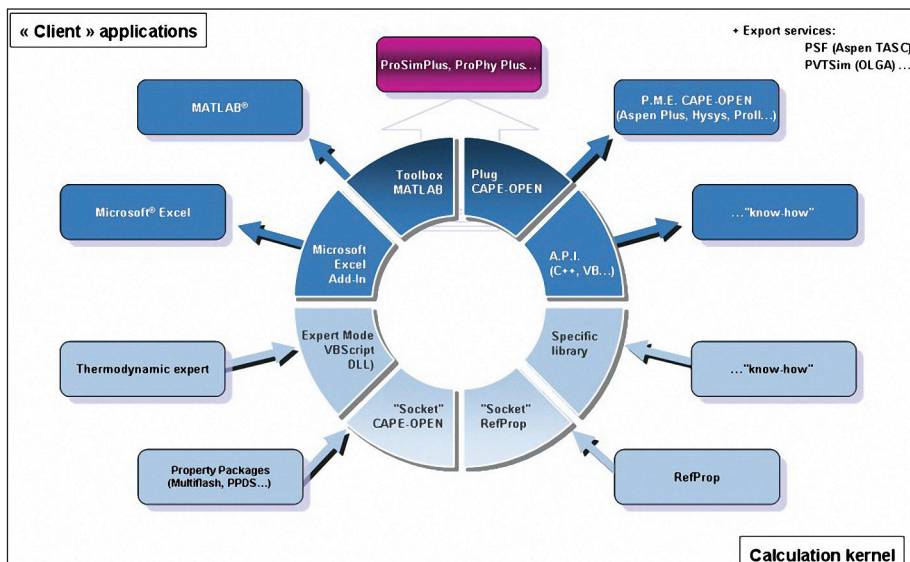 « Client » applications
+ Export services:
PSF (Aspen TASC)
PVTSim (OLGA) ...
ProSimPlus, ProPhy Plus...
MATLAB®
P.M.E. CAPE-OPEN
(Aspen Plus, Hysys, ProII...)
Toolbox
MATLAB
Plug
CAPE-OPEN
Microsoft® Excel
..."know-how"
Microsoft
Excel
Add-In
A.P.I.
(C++, VB...)
Expert Mode
VBScript
DLL)
Specific
library
Thermodynamic expert
..."know-how"
"Socket"
CAPE-OPEN
"Socket"
RefProp
Property Packages
(Multiflash, PPDS...)
RefProp
Calculation kernel